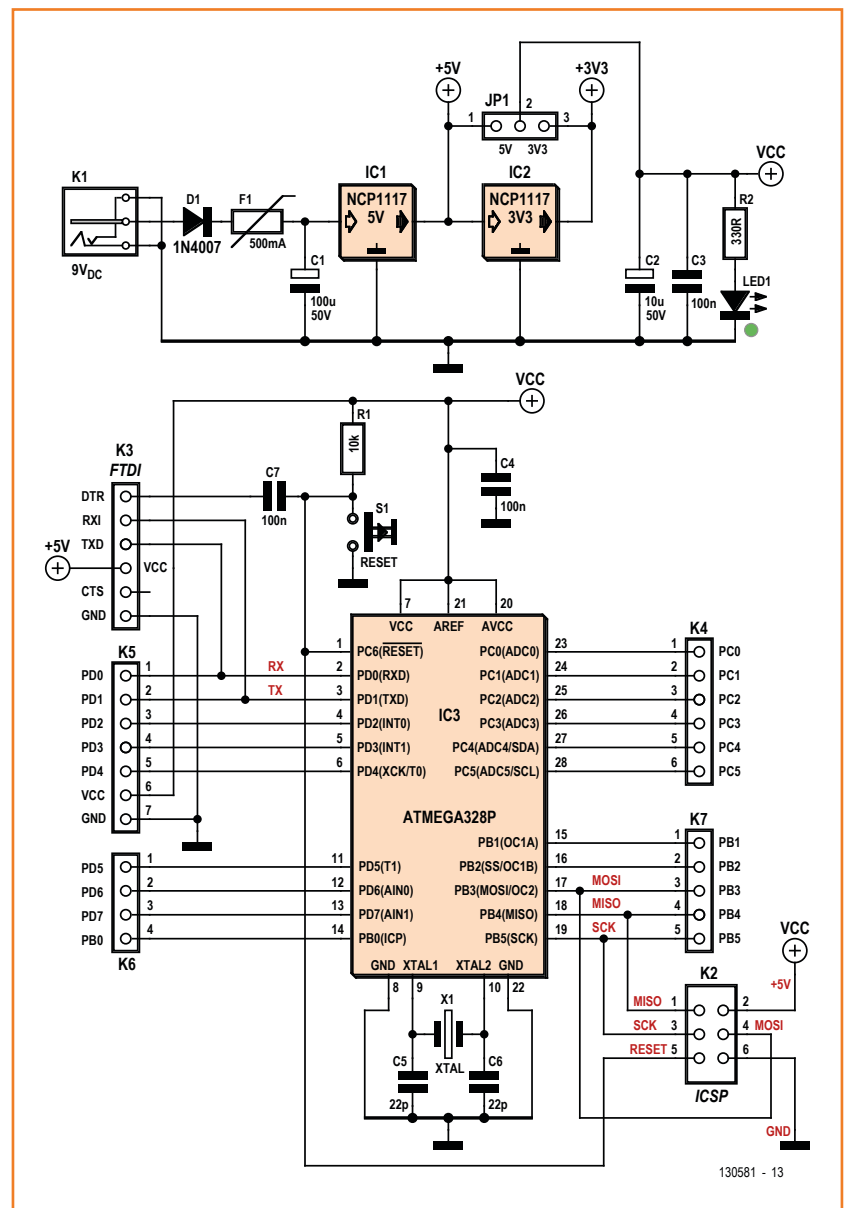 +5V
+3V3
JP1
2
1
3
5V
3V3
VCC
K1
9VDC
D1
1N4007
F1
500mA
IC1
NCP1117
5V
IC2
NCP1117
3V3
C1
100u
50V
C2
10u
50V
C3
100n
R2
330R
LED1
VCC
R1
10k
K3
FTDI
C7
100n
C4
100n
S1
RESET
DTR
RXI
TXD
+5V
VCC
CTS
GND
7
21
20
VCC
AREF
AVCC
K5
PD0 1
PD1 2
PD2 3
PD3 4
PD4 5
VCC 6
GND 7
RX
TX
1 PC6(RESET)
2 PD0(RXD)
3 PD1(TXD)
4 PD2(INT0)
5 PD3(INT1)
6 PD4(XCK/T0)
IC3
ATMEGA328P
PC0(ADC0) 23
PC1(ADC1) 24
PC2(ADC2) 25
PC3(ADC3) 26
PC4(ADC4/SDA) 27
PC5(ADC5/SCL) 28
K4
1 PC0
2 PC1
3 PC2
4 PC3
5 PC4
6 PC5
PD5 1
PD6 2
PD7 3
PB0 4
K6
11 PD5(T1)
12 PD6(AIN0)
13 PD7(AIN1)
14 PB0(ICP)
PB1(OC1A) 15
PB2(SS/OC1B) 16
PB3(MOSI/OC2) 17
PB4(MISO) 18
PB5(SCK) 19
MOSI
MISO
SCK
K7
1 PB1
2 PB2
3 PB3
4 PB4
5 PB5
GND XTAL1 XTAL2 GND
8 9 10 22
X1
XTAL
C5
22p
C6
22p
VCC
+5V
K2
MISO 1 2
SCK 3 4 MOSI
RESET 5 6
ICSP
GND
130581 - 13